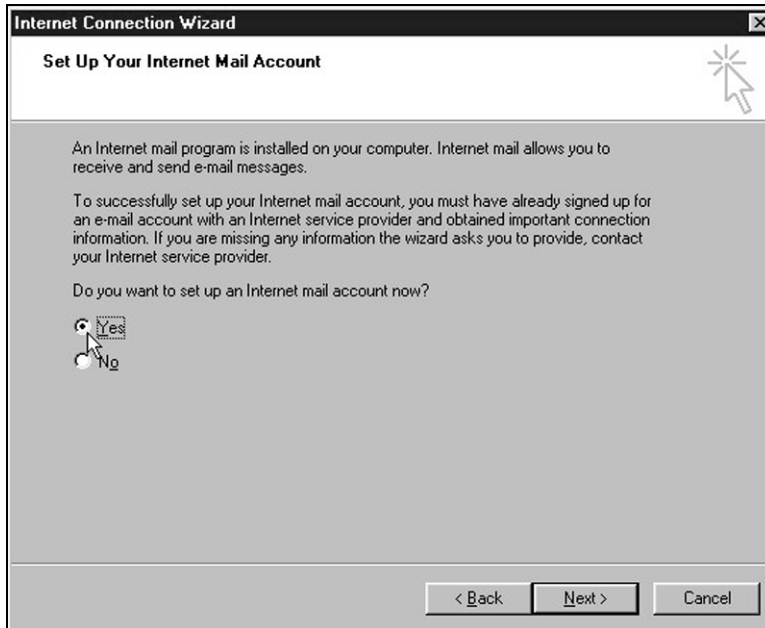 Internet Connection Wizard
Set Up Your Internet Mail Account
An Internet mail program is installed on your computer. Internet mail allows you to
receive and send e-mail messages.
To successfully set up your Internet mail account, you must have already signed up for
an e-mail account with an Internet service provider and obtained important connection
information. If you are missing any information the wizard asks you to provide, contact
your Internet service provider.
Do you want to set up an Internet mail account now?
Yes
No
< Back
Next >
Cancel